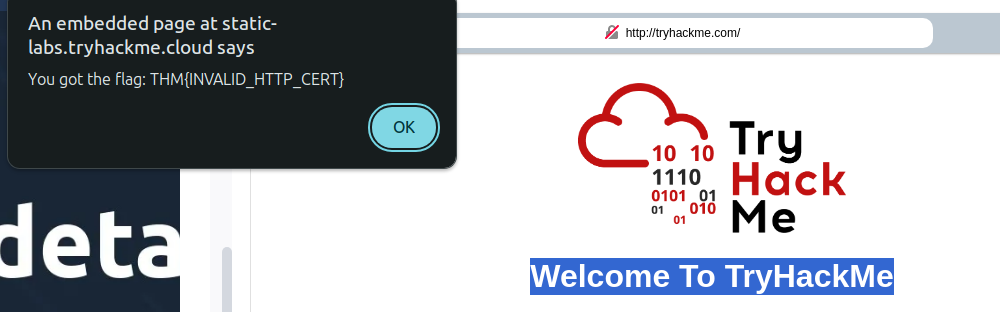 An embedded page at static-
labs.tryhackme.cloud says
You got the flag: THM{INVALID_HTTP_CERT}
OK
http://tryhackme.com/
Try
Hack
Me
10 10
1110
0101 01
01 010
01
deta
Welcome To TryHackMe